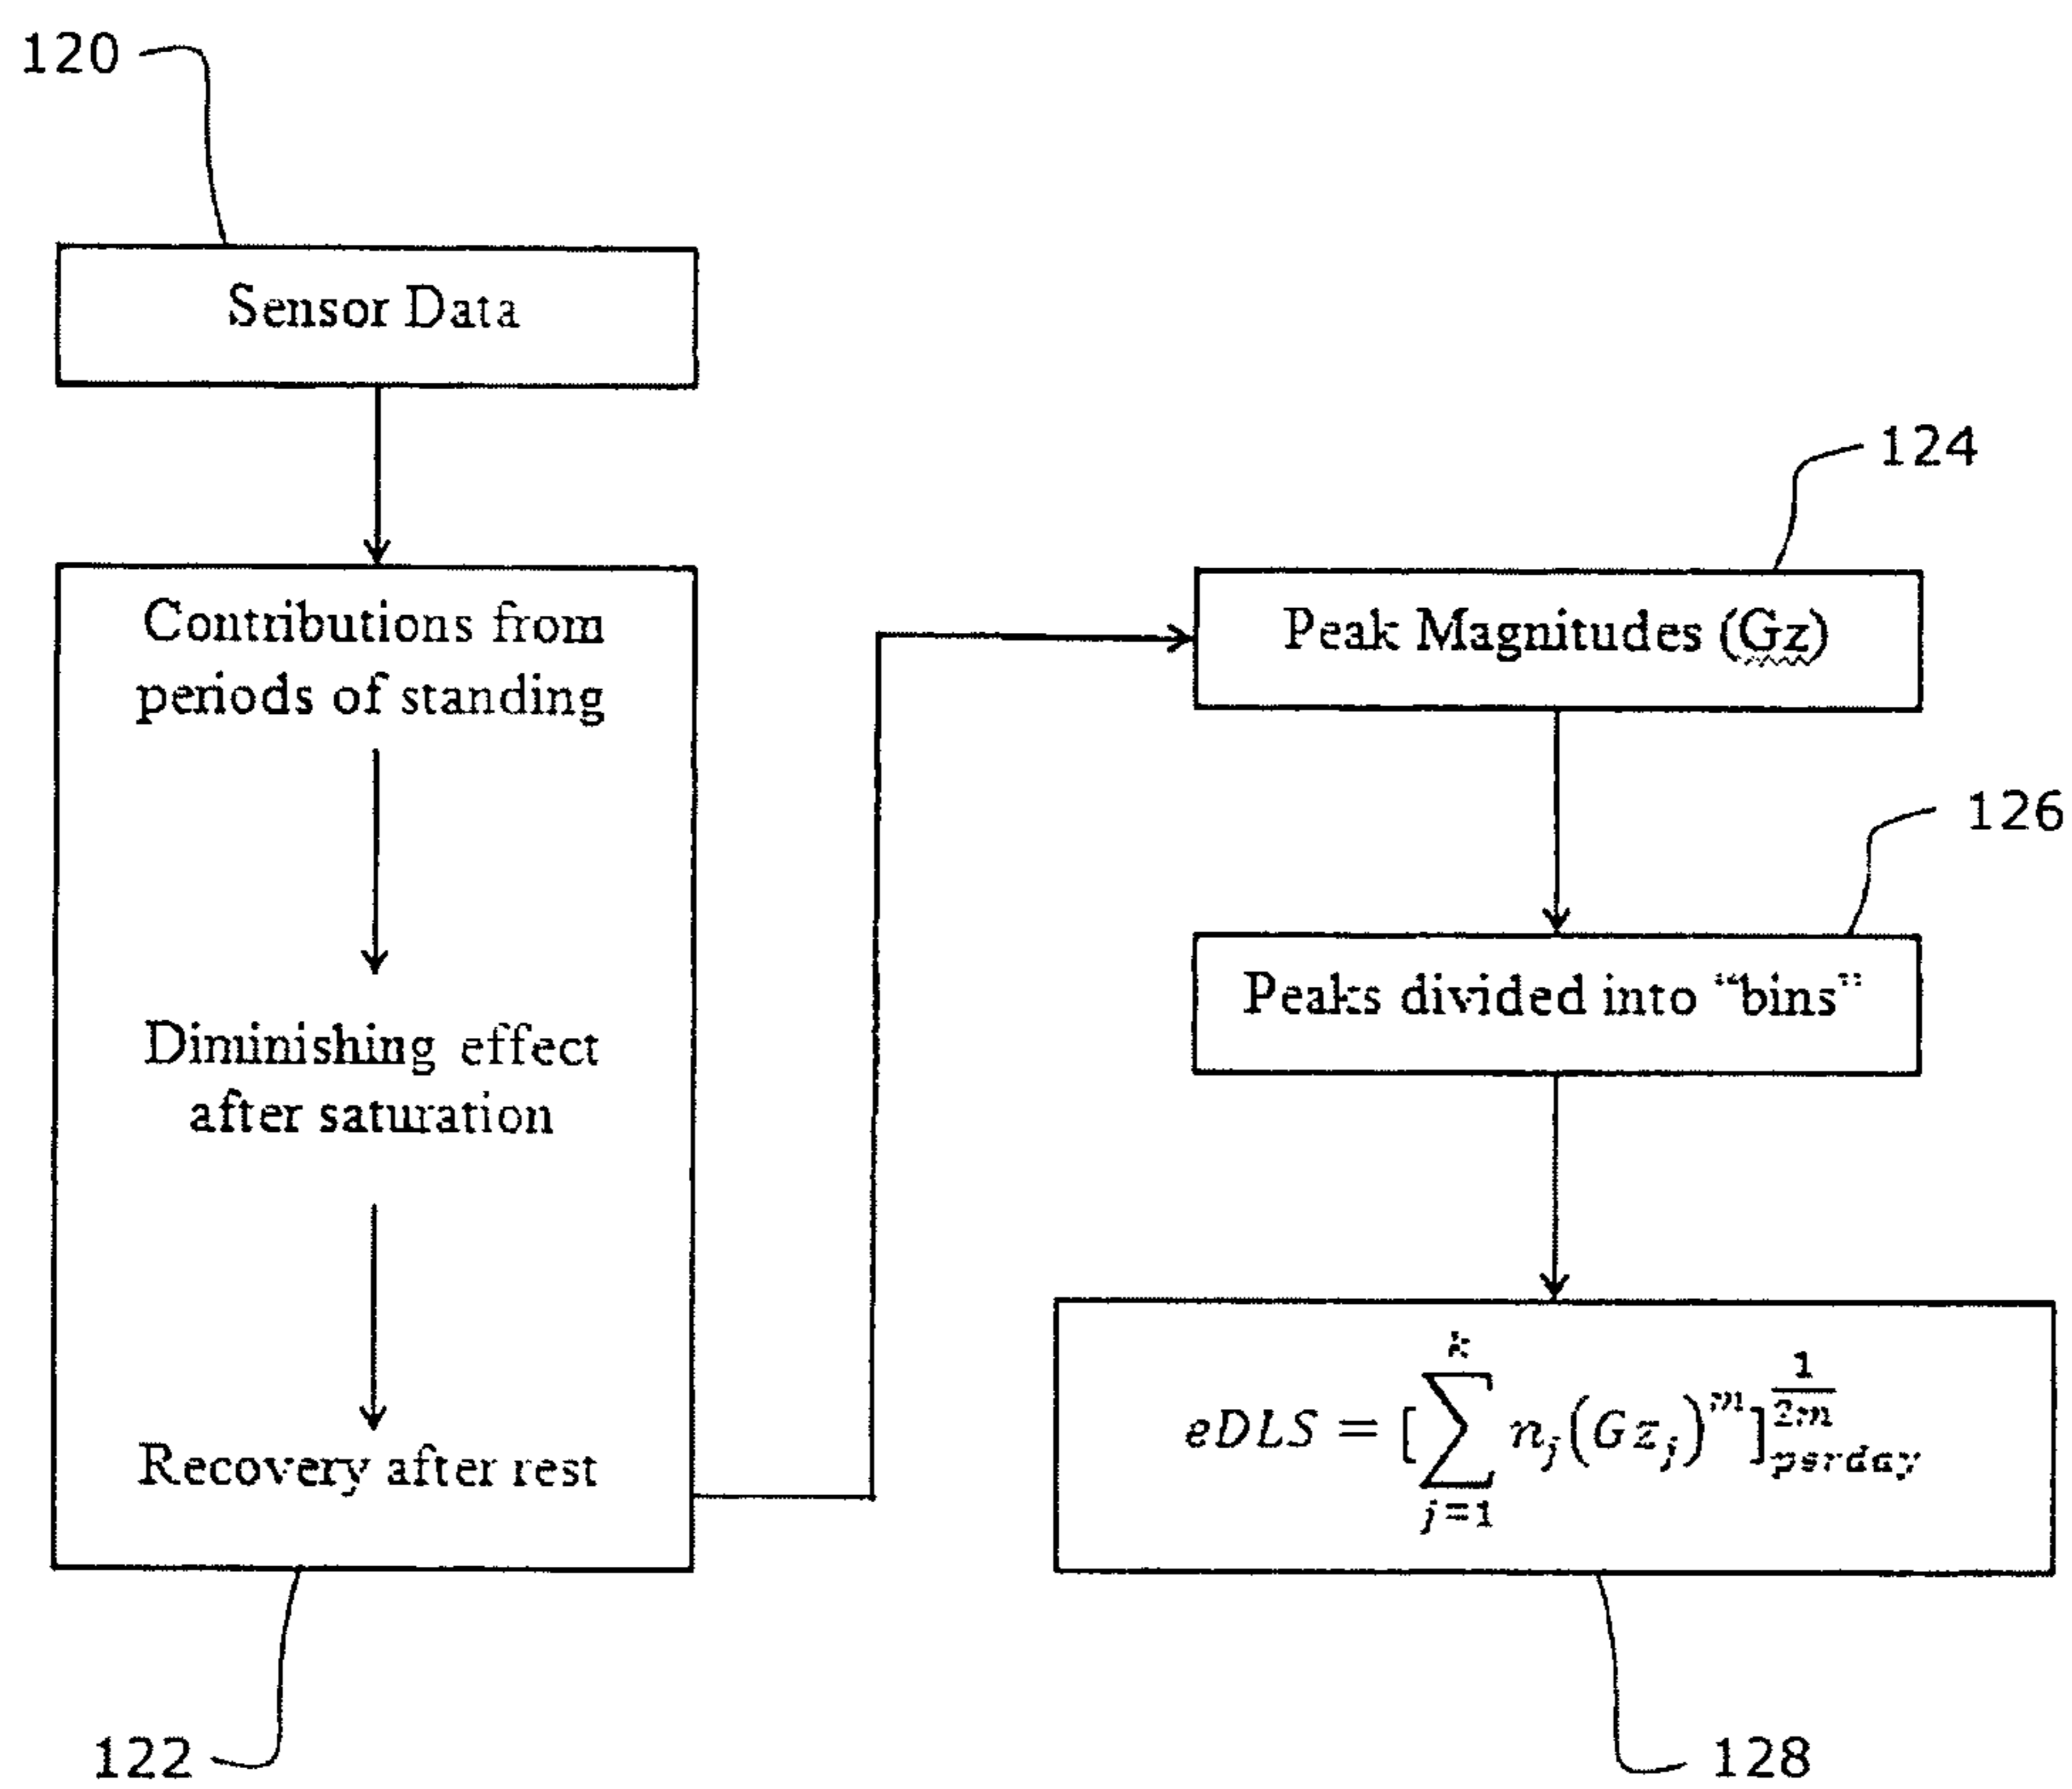 120
Sensor Data
Contributions from
periods of standing
Diminishing effect
after saturation
Recovery after rest
122
124
Peak Magnitudes (Gz)
126
Peaks divided into “bins”
eDLS = [∑_{j=1}^{k} n_j(Gz_j)^m]^{1/2m}_{perday}
128